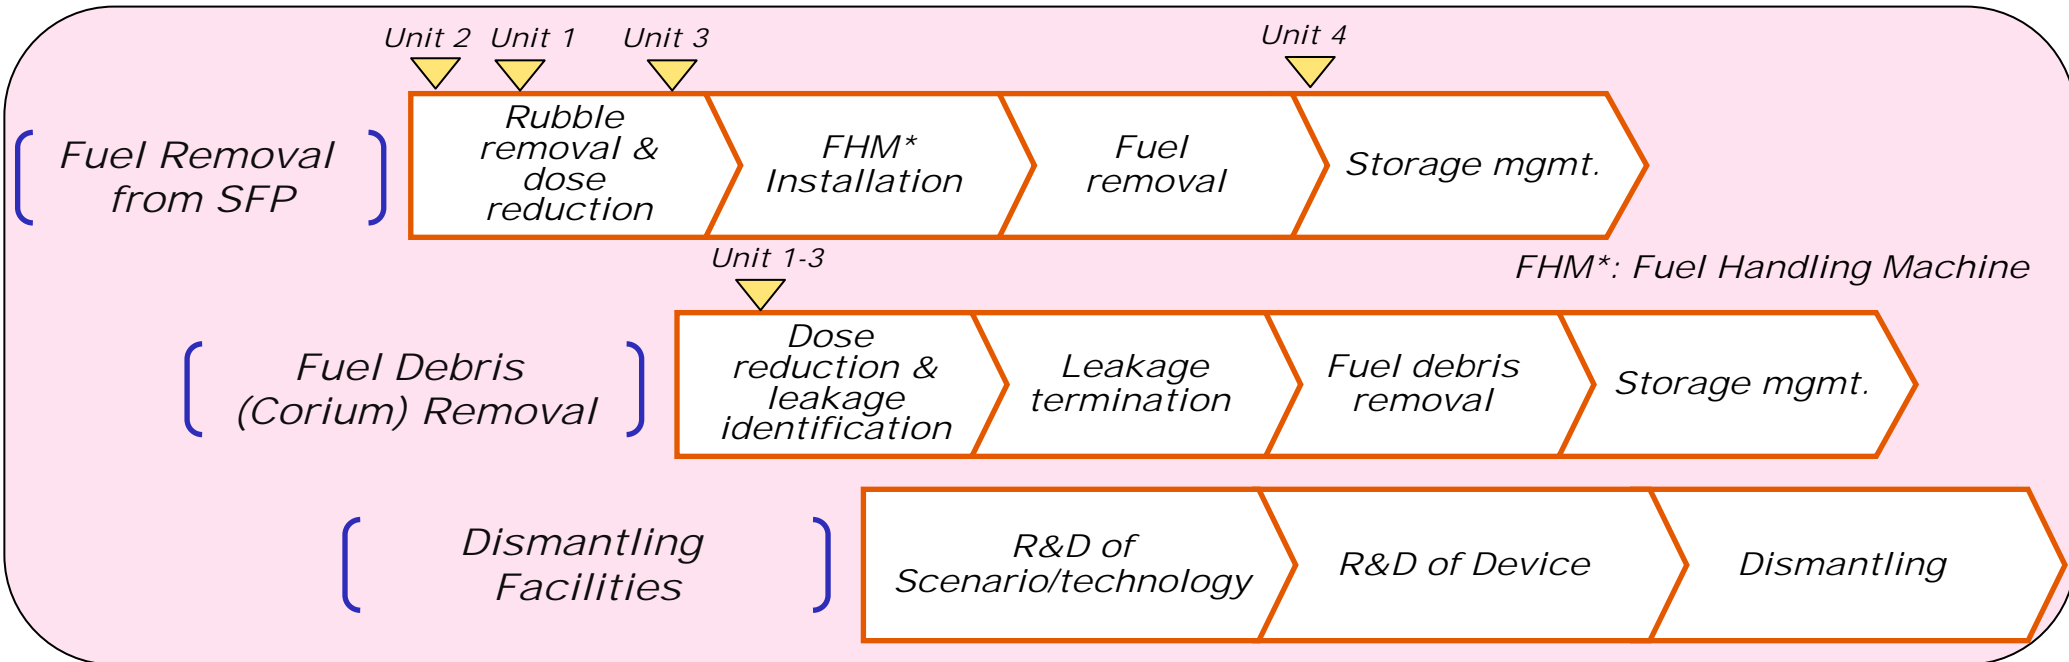 Unit 2 Unit 1 Unit 3 Unit 4
Fuel Removal
from SFP
Rubble
removal &
dose
reduction
FHM*
Installation
Fuel
removal
Storage mgmt.
FHM*: Fuel Handling Machine
Unit 1-3
Fuel Debris
(Corium) Removal
Dose
reduction &
leakage
identification
Leakage
termination
Fuel debris
removal
Storage mgmt.
Dismantling
Facilities
R&D of
Scenario/technology
R&D of Device
Dismantling